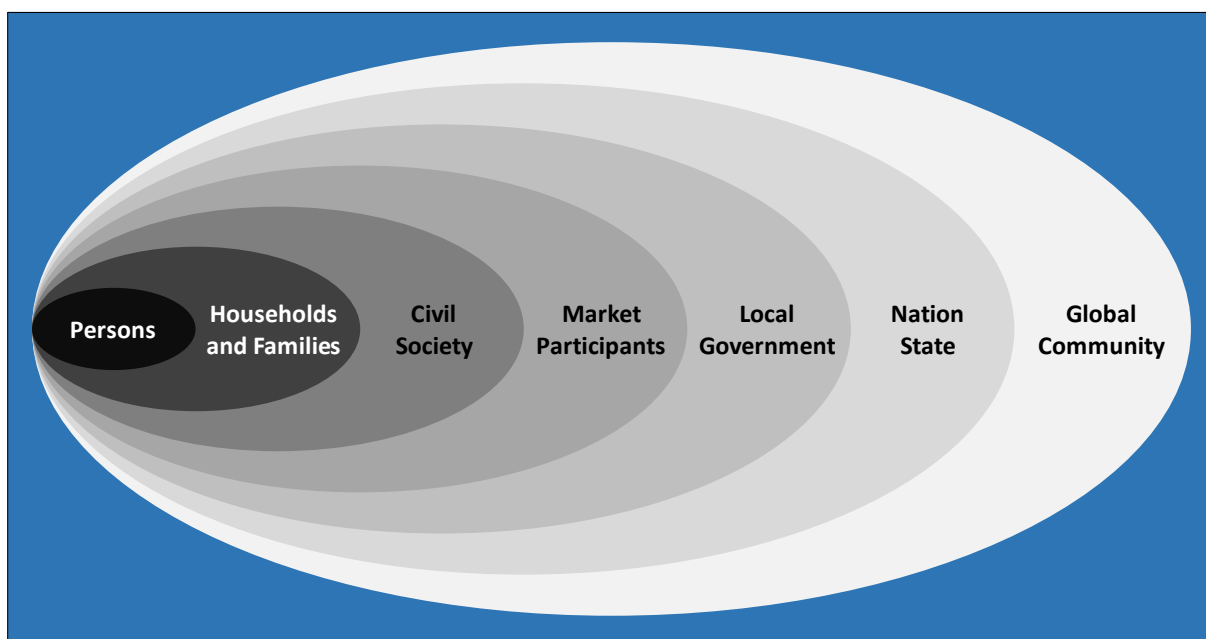 Persons
Households
and Families
Civil
Society
Market
Participants
Local
Government
Nation
State
Global
Community